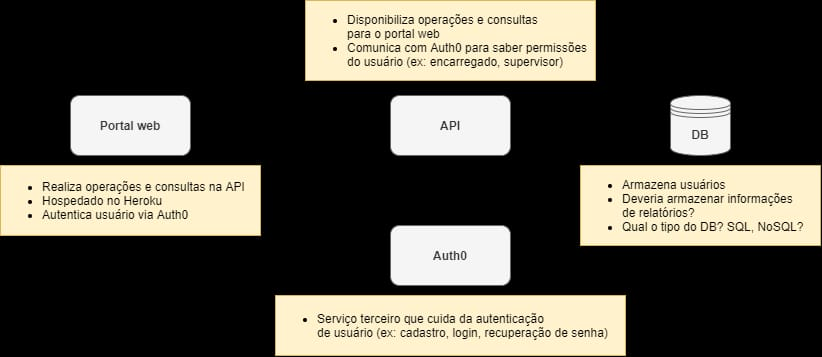 • Disponibiliza operações e consultas
para o portal web
• Comunica com Auth0 para saber permissões
do usuário (ex: encarregado, supervisor)
Portal web
API
DB
• Realiza operações e consultas na API
• Hospedado no Heroku
• Autentica usuário via Auth0
• Armazena usuários
• Deveria armazenar informações
de relatórios?
• Qual o tipo do DB? SQL, NoSQL?
Auth0
• Serviço terceiro que cuida da autenticação
de usuário (ex: cadastro, login, recuperação de senha)